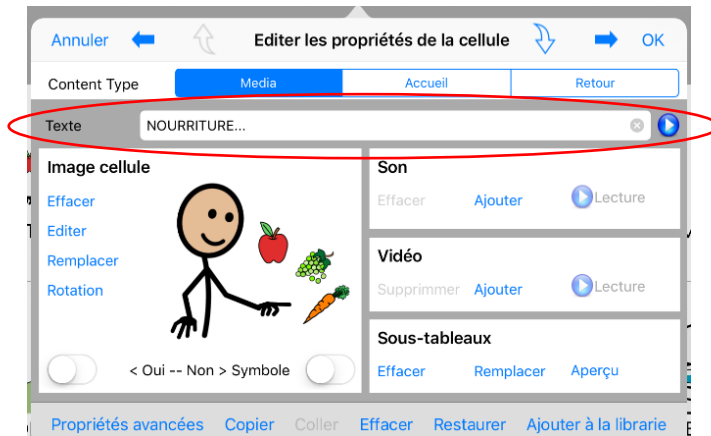 Annuler Editer les propriétés de la cellule OK
Content Type Media Accueil Retour
Texte NOURRITURE...
Image cellule
Effacer
Editer
Remplacer
Rotation
< Oui -- Non > Symbole
Son
Effacer Ajouter Lecture
Vidéo
Supprimmer Ajouter Lecture
Sous-tableaux
Effacer Remplacer Aperçu
Propriétés avancées Copier Coller Effacer Restaurer Ajouter à la librarie